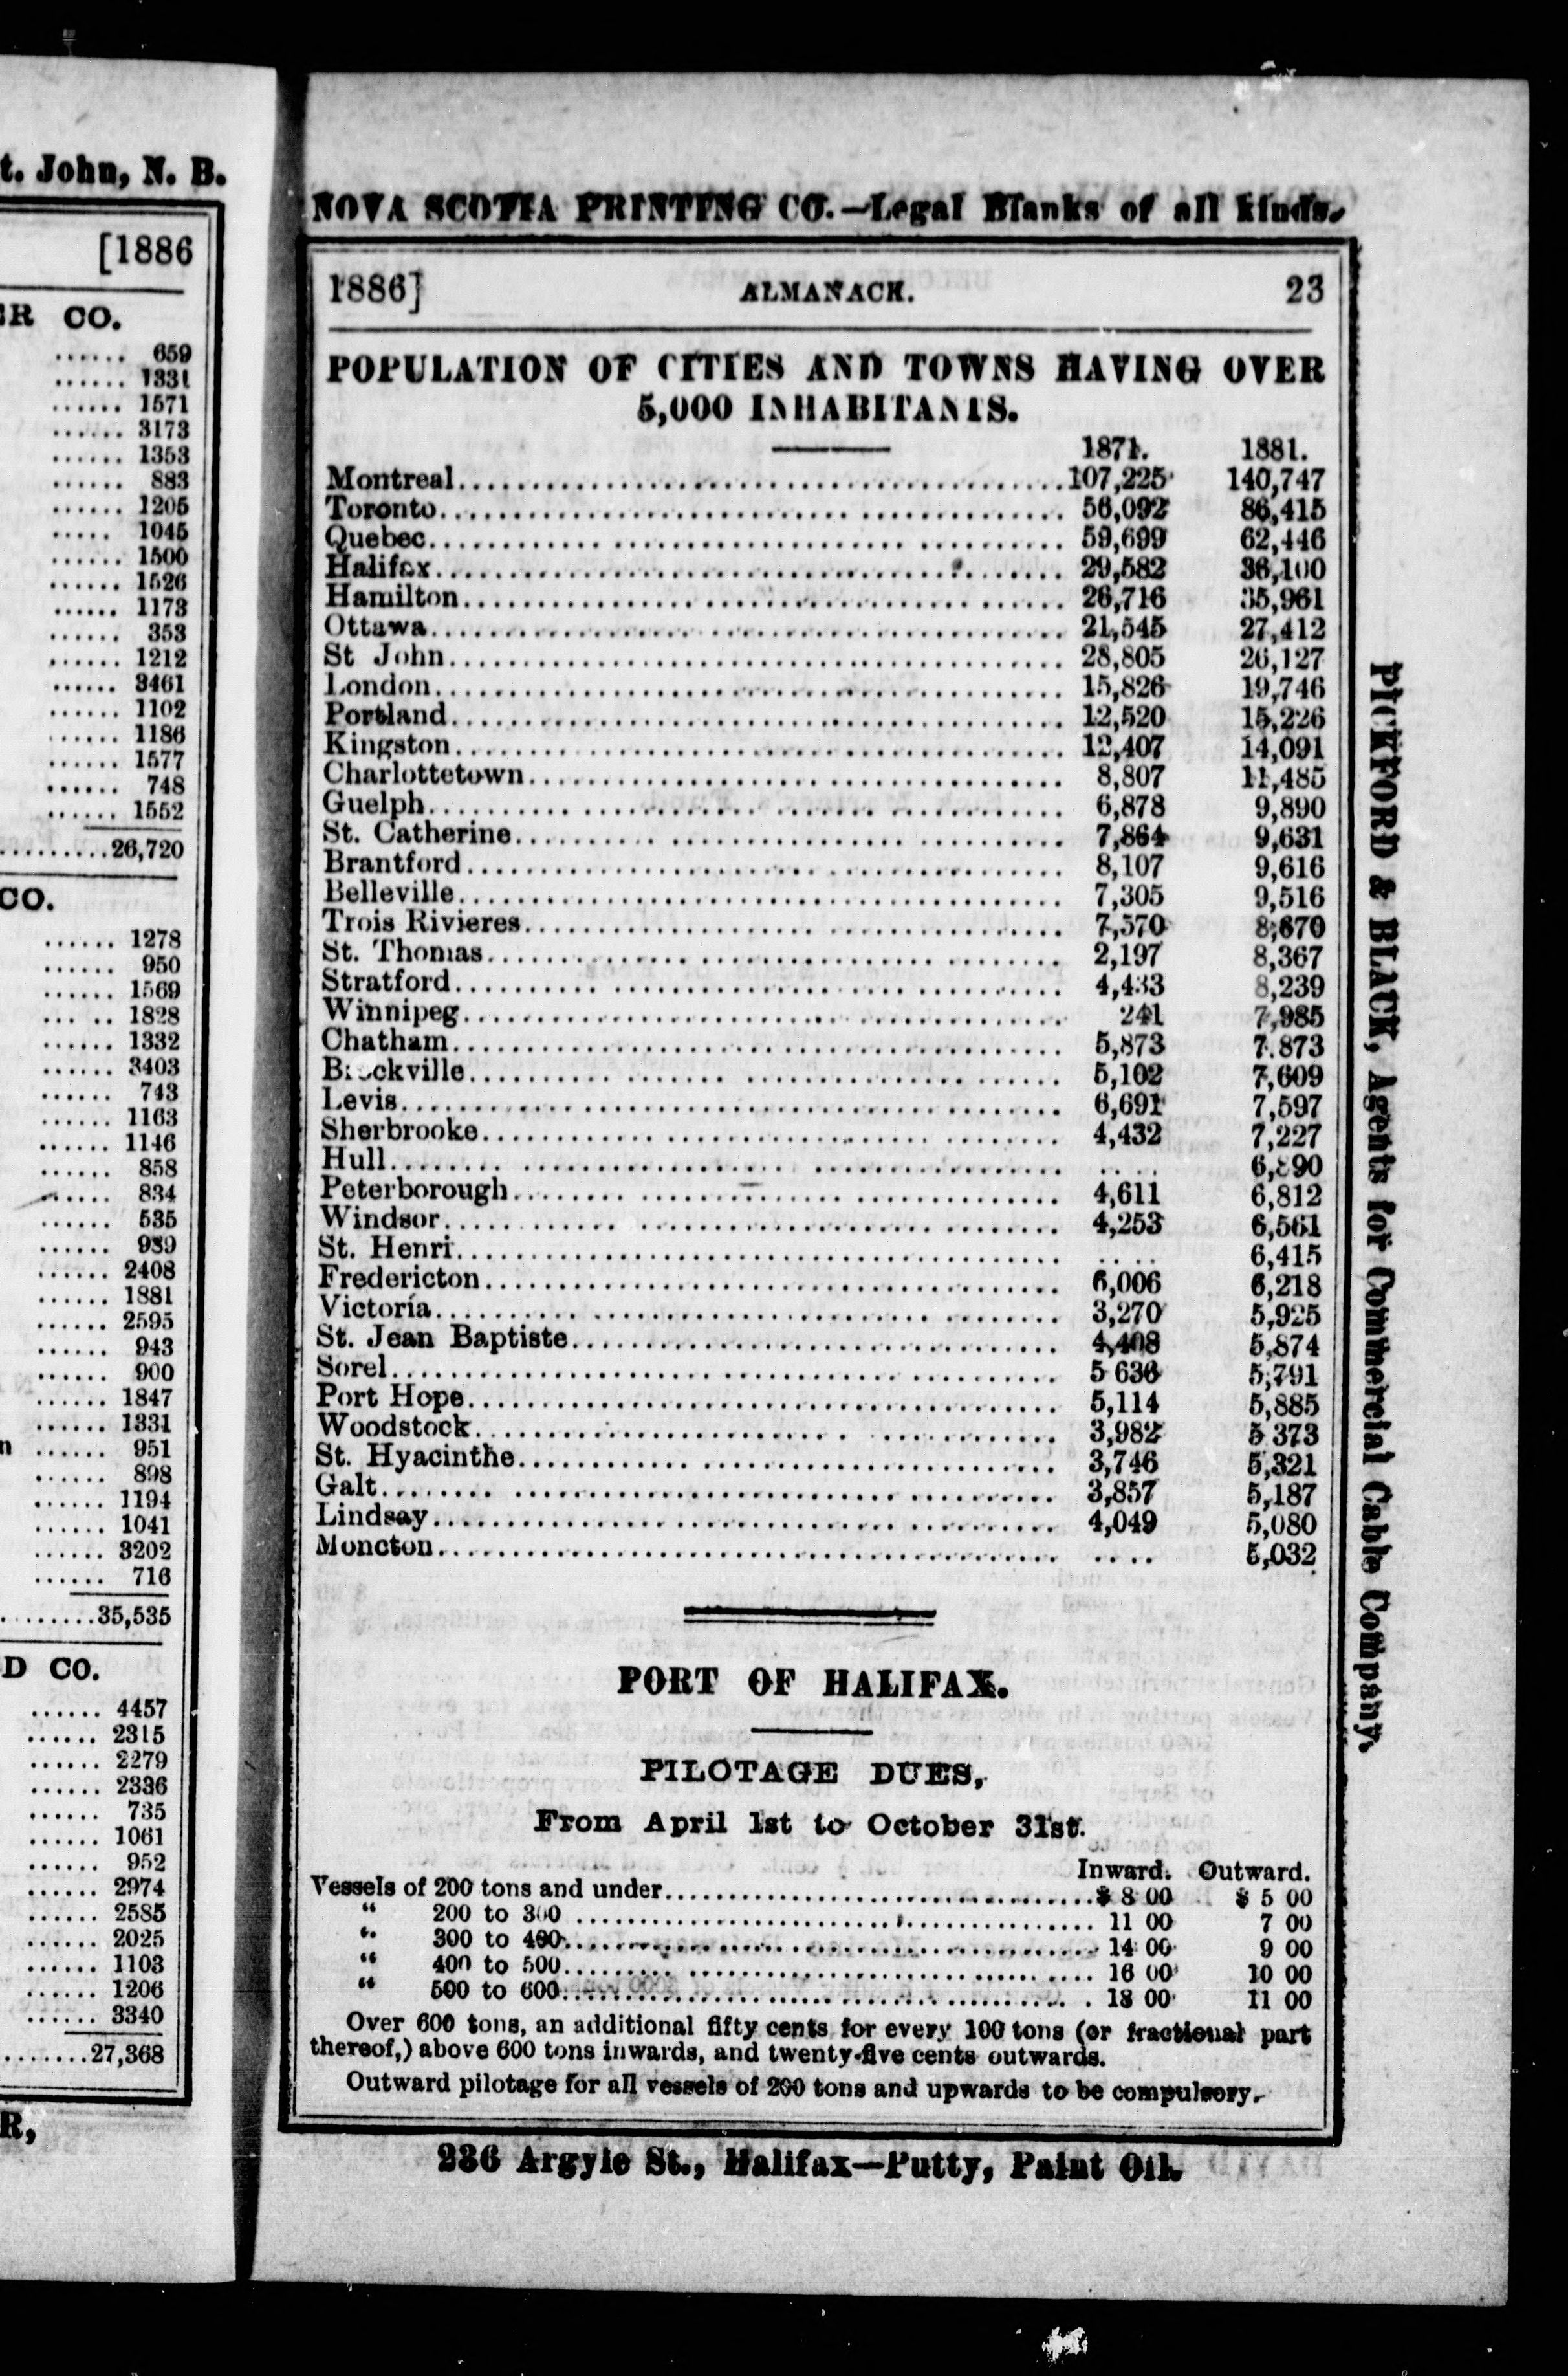 t. John, N. B.
[1886
ER CO.
...... 659
...... 1331
...... 1571
...... 3173
...... 1353
...... 883
...... 1205
..... 1045
...... 1500
...... 1526
...... 1173
...... 353
...... 1212
...... 3461
...... 1102
...... 1186
...... 1577
...... 748
...... 1552
.........26,720
CO.
...... 1278
...... 950
...... 1569
... .. 1828
...... 1332
...... 3403
...... 743
...... 1163
...... 1146
...... 858
...... 834
...... 535
...... 989
...... 2408
...... 1881
...... 2595
...... 943
...... 900
...... 1847
...... 1331
n ...... 951
...... 898
...... 1194
...... 1041
...... 3202
...... 716
........35,535
D CO.
...... 4457
...... 2315
...... 2279
...... 2336
...... 735
...... 1061
...... 952
...... 2974
...... 2585
...... 2025
...... 1103
...... 1206
...... 3340
........27,368
R,
NOVA SCOTIA PRINTING CO.—Legal Blanks of all kinds.
1886] ALMANACK. 23
POPULATION OF CITIES AND TOWNS HAVING OVER
5,000 INHABITANTS.
1871. 1881.
Montreal........ 107,225 140,747
Toronto........ 56,092 86,415
Quebec........ 59,699 62,446
Halifax........ 29,582 36,100
Hamilton........ 26,716 35,961
Ottawa........ 21,545 27,412
St John........ 28,805 26,127
London........ 15,826 19,746
Portland........ 12,520 15,226
Kingston........ 12,407 14,091
Charlottetown........ 8,807 11,485
Guelph........ 6,878 9,890
St. Catherine........ 7,864 9,631
Brantford........ 8,107 9,616
Belleville........ 7,305 9,516
Trois Rivieres........ 7,570 8,670
St. Thomas........ 2,197 8,367
Stratford........ 4,433 8,239
Winnipeg........ 241 7,985
Chatham........ 5,873 7.873
Brockville........ 5,102 7,609
Levis........ 6,691 7,597
Sherbrooke........ 4,432 7,227
Hull........ .... 6,890
Peterborough........ 4,611 6,812
Windsor........ 4,253 6,561
St. Henri........ .... 6,415
Fredericton........ 6,006 6,218
Victoria........ 3,270 5,925
St. Jean Baptiste........ 4,408 5,874
Sorel........ 5 636 5,791
Port Hope........ 5,114 5,885
Woodstock........ 3,982 5 373
St. Hyacinthe........ 3,746 5,321
Galt........ 3,857 5,187
Lindsay........ 4,049 5,080
Moncton........ .... 5,032
PORT OF HALIFAX.
PILOTAGE DUES,
From April 1st to October 31st.
Inward. Outward.
Vessels of 200 tons and under........ $ 8 00 $ 5 00
" 200 to 300 ........ 11 00 7 00
" 300 to 400........ 14 00 9 00
" 400 to 500........ 16 00 10 00
" 500 to 600........ 18 00 11 00
Over 600 tons, an additional fifty cents for every 100 tons (or fractional part
thereof,) above 600 tons inwards, and twenty-five cents outwards.
Outward pilotage for all vessels of 200 tons and upwards to be compulsory.
236 Argyle St., Halifax—Putty, Paint Oil.
PICKFORD & BLACK, Agents for Commercial Cable Company.